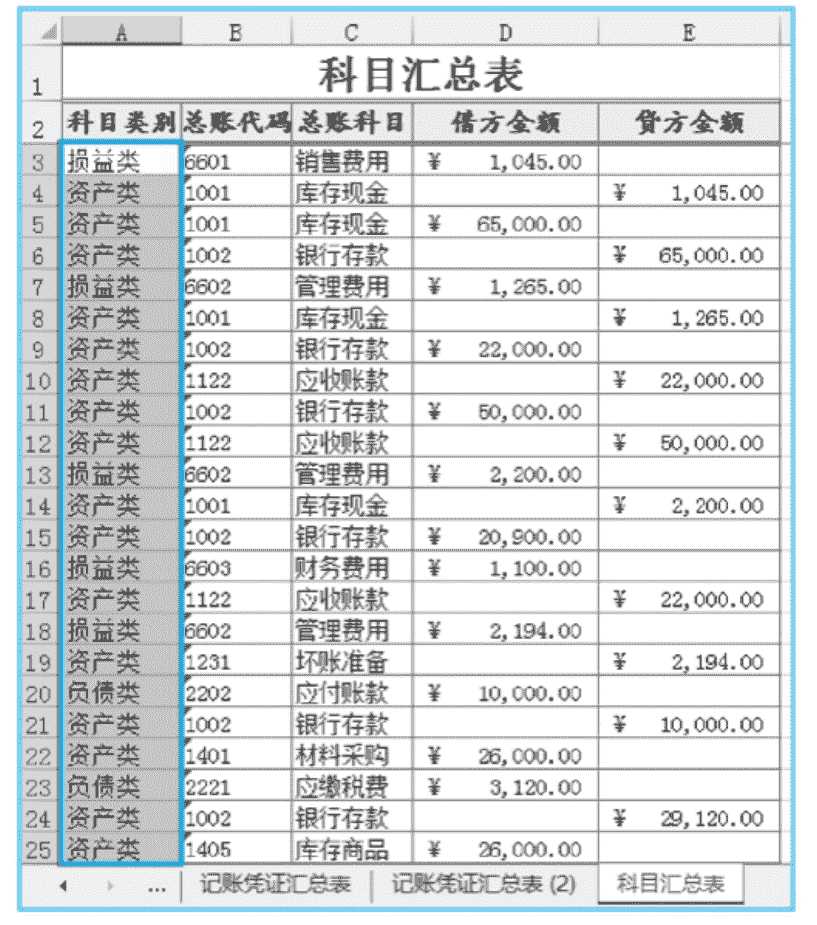 A B C D E
1 科目汇总表
2 科目类别 总账代码 总账科目 借方金额 贷方金额
3 损益类 6601 销售费用 ¥ 1,045.00
4 资产类 1001 库存现金 ¥ 1,045.00
5 资产类 1001 库存现金 ¥ 65,000.00
6 资产类 1002 银行存款 ¥ 65,000.00
7 损益类 6602 管理费用 ¥ 1,265.00
8 资产类 1001 库存现金 ¥ 1,265.00
9 资产类 1002 银行存款 ¥ 22,000.00
10 资产类 1122 应收账款 ¥ 22,000.00
11 资产类 1002 银行存款 ¥ 50,000.00
12 资产类 1122 应收账款 ¥ 50,000.00
13 损益类 6602 管理费用 ¥ 2,200.00
14 资产类 1001 库存现金 ¥ 2,200.00
15 资产类 1002 银行存款 ¥ 20,900.00
16 损益类 6603 财务费用 ¥ 1,100.00
17 资产类 1122 应收账款 ¥ 22,000.00
18 损益类 6602 管理费用 ¥ 2,194.00
19 资产类 1231 坏账准备 ¥ 2,194.00
20 负债类 2202 应付账款 ¥ 10,000.00
21 资产类 1002 银行存款 ¥ 10,000.00
22 资产类 1401 材料采购 ¥ 26,000.00
23 负债类 2221 应缴税费 ¥ 3,120.00
24 资产类 1002 银行存款 ¥ 29,120.00
25 资产类 1405 库存商品 ¥ 26,000.00
... 记账凭证汇总表 记账凭证汇总表 (2) 科目汇总表